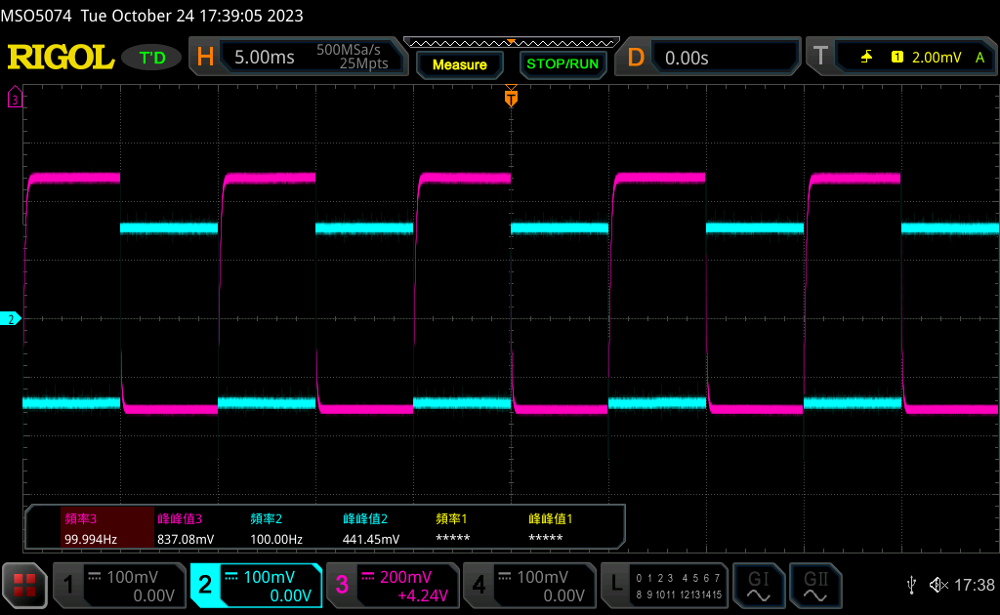 MSO5074 Tue October 24 17:39:05 2023
RIGOL T'D H 5.00ms 500MSa/s 25Mpts Measure STOP/RUN D 0.00s T 1 2.00mV A
3
T
2
頻率3 峰峰值3 頻率2 峰峰值2 頻率1 峰峰值1
99.994Hz 837.08mV 100.00Hz 441.45mV ***** *****
1 100mV 0.00V 2 100mV 0.00V 3 200mV +4.24V 4 100mV 0.00V L 0 1 2 3 4 5 6 7 8 9 10 11 12 13 14 15 GI GII 17:38